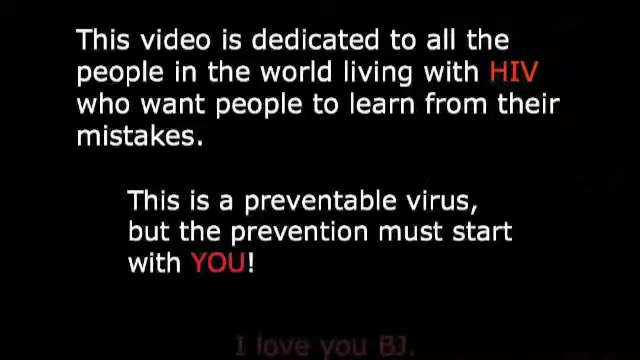 This video is dedicated to all the
people in the world living with HIV
who want people to learn from their
mistakes.
This is a preventable virus,
but the prevention must start
with YOU!
I love you BJ.